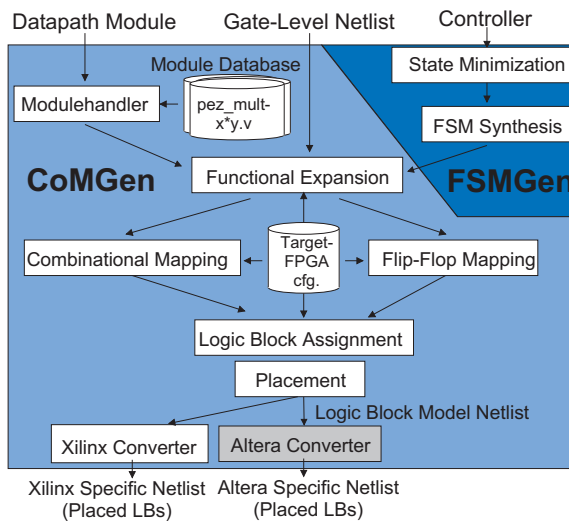 Datapath Module
Gate-Level Netlist
Controller
Module Database
State Minimization
Modulehandler
pez_mult-
x*y.v
FSM Synthesis
CoMGen
Functional Expansion
FSMGen
Combinational Mapping
Target-
FPGA
cfg.
Flip-Flop Mapping
Logic Block Assignment
Placement
Logic Block Model Netlist
Xilinx Converter
Altera Converter
Xilinx Specific Netlist
(Placed LBs)
Altera Specific Netlist
(Placed LBs)